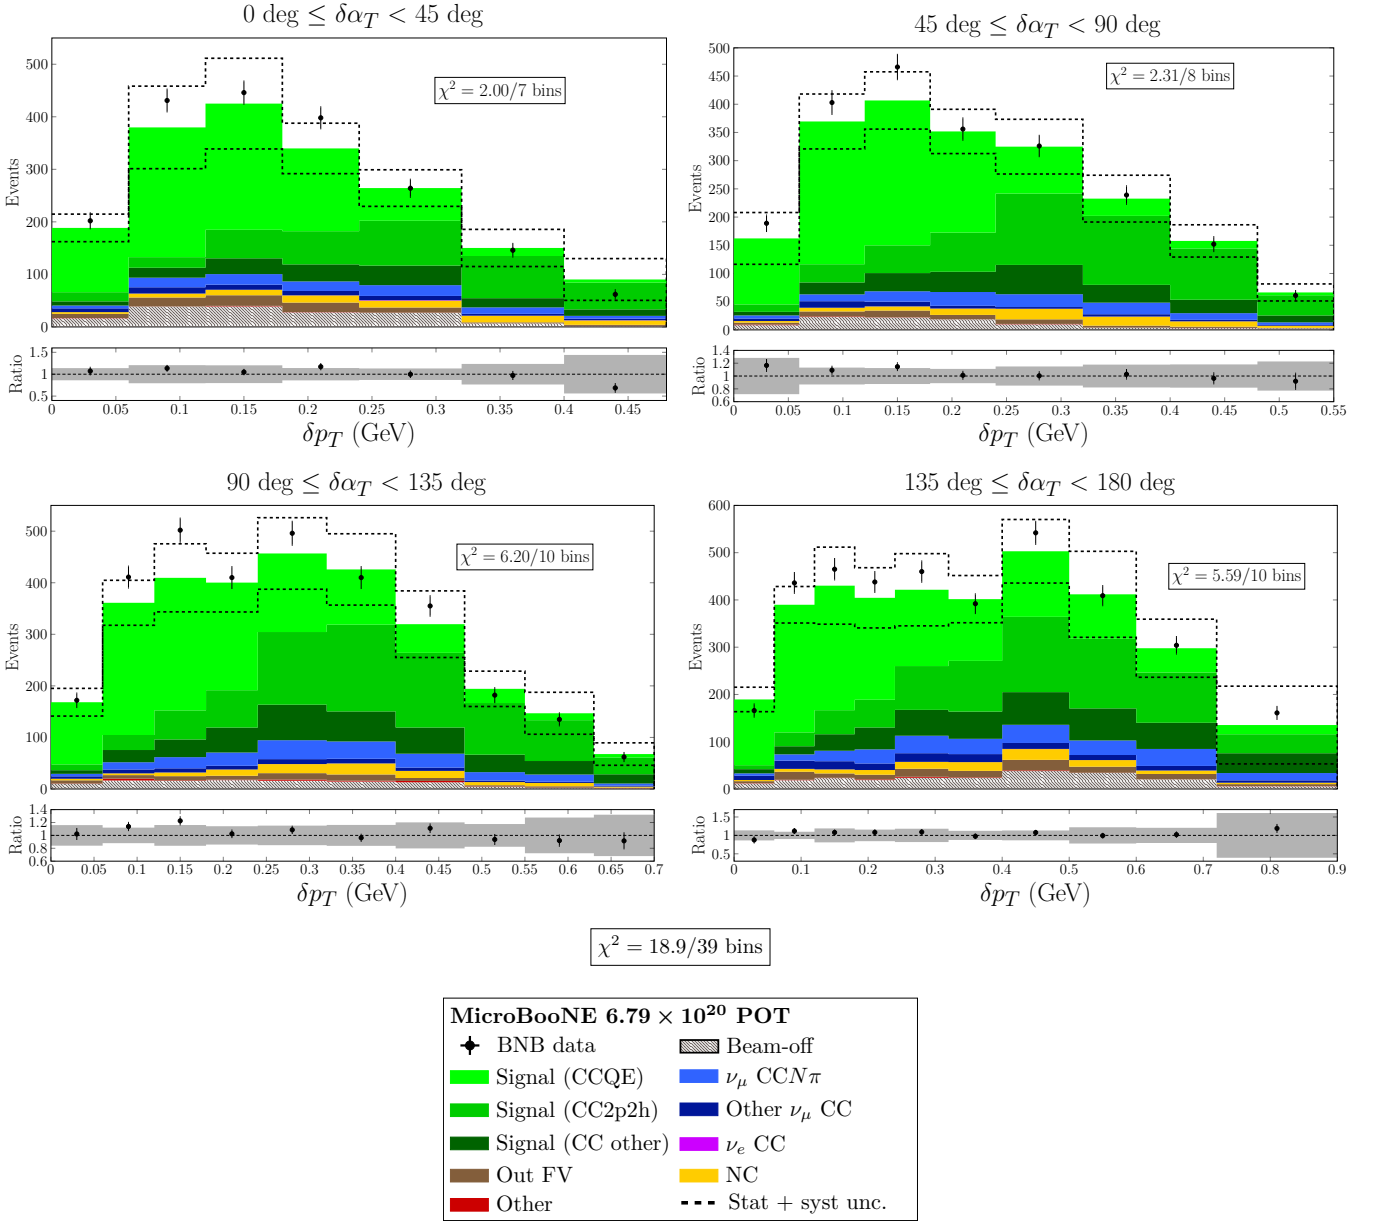 0 deg ≤ δα_T < 45 deg
500
400
300
200
100
0
Events
χ² = 2.00/7 bins
1.5
1
0.5
Ratio
0 0.05 0.1 0.15 0.2 0.25 0.3 0.35 0.4 0.45
δp_T (GeV)
45 deg ≤ δα_T < 90 deg
500
450
400
350
300
250
200
150
100
50
0
Events
χ² = 2.31/8 bins
1.4
1.2
1
0.8
0.6
Ratio
0 0.05 0.1 0.15 0.2 0.25 0.3 0.35 0.4 0.45 0.5 0.55
δp_T (GeV)
90 deg ≤ δα_T < 135 deg
500
400
300
200
100
0
Events
χ² = 6.20/10 bins
1.4
1.2
1
0.8
0.6
Ratio
0 0.05 0.1 0.15 0.2 0.25 0.3 0.35 0.4 0.45 0.5 0.55 0.6 0.65 0.7
δp_T (GeV)
135 deg ≤ δα_T < 180 deg
600
500
400
300
200
100
0
Events
χ² = 5.59/10 bins
1.5
1
0.5
Ratio
0 0.1 0.2 0.3 0.4 0.5 0.6 0.7 0.8 0.9
δp_T (GeV)
χ² = 18.9/39 bins
MicroBooNE 6.79 × 10²⁰ POT
BNB data
Beam-off
Signal (CCQE)
ν_μ CCNπ
Signal (CC2p2h)
Other ν_μ CC
Signal (CC other)
ν_e CC
Out FV
NC
Other
Stat + syst unc.